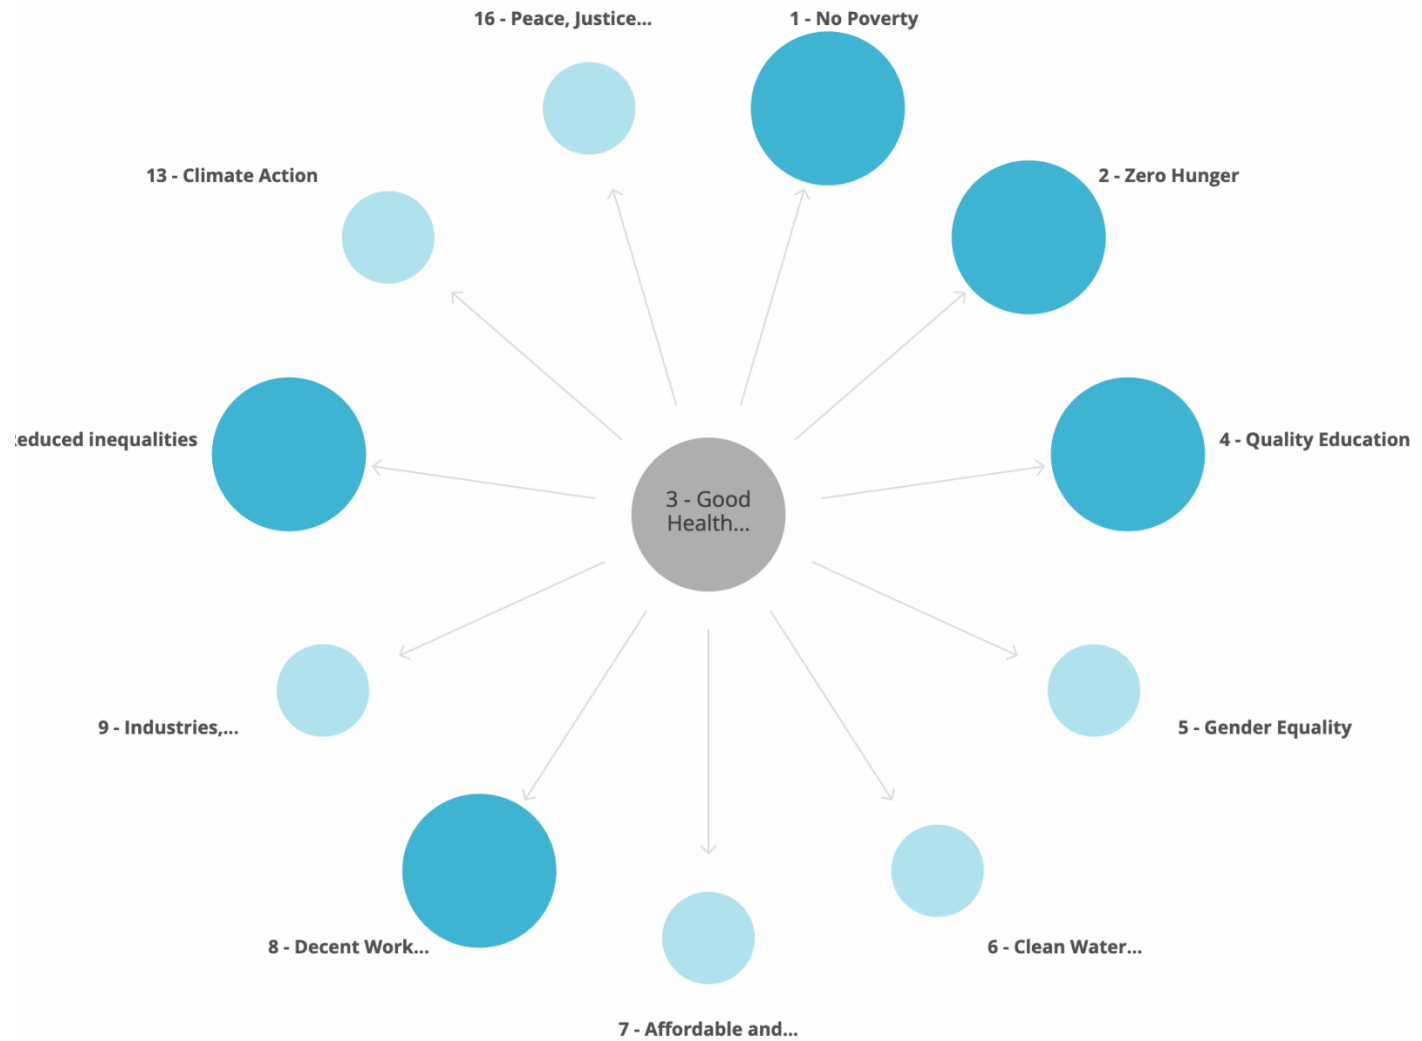 16 - Peace, Justice...
1 - No Poverty
13 - Climate Action
2 - Zero Hunger
inequalities
4 - Quality Education
3 - Good
Health...
9 - Industries,...
5 - Gender Equality
8 - Decent Work...
6 - Clean Water...
7 - Affordable and...